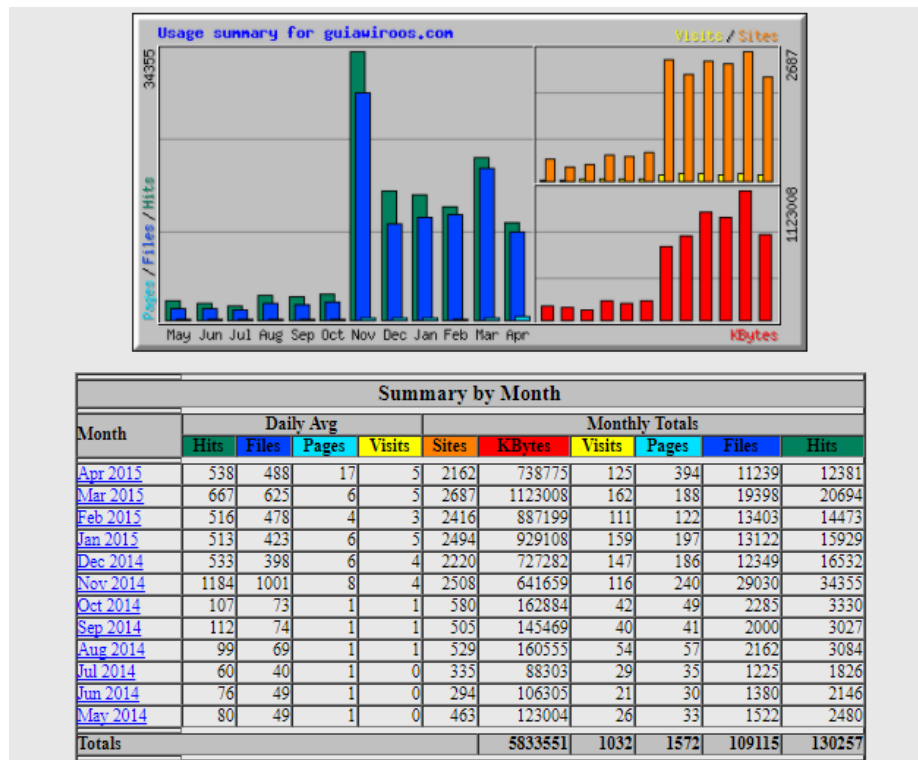 Usage summary for guiawiroos.com
Visits / Sites
34355
2687
Pages / Files / Hits
1123008
May Jun Jul Aug Sep Oct Nov Dec Jan Feb Mar Apr
KBytes
Summary by Month
Month Daily Avg Monthly Totals
Hits Files Pages Visits Sites KBytes Visits Pages Files Hits
Apr 2015 538 488 17 5 2162 738775 125 394 11239 12381
Mar 2015 667 625 6 5 2687 1123008 162 188 19398 20694
Feb 2015 516 478 4 3 2416 887199 111 122 13403 14473
Jan 2015 513 423 6 5 2494 929108 159 197 13122 15929
Dec 2014 533 398 6 4 2220 727282 147 186 12349 16532
Nov 2014 1184 1001 8 4 2508 641659 116 240 29030 34355
Oct 2014 107 73 1 1 580 162884 42 49 2285 3330
Sep 2014 112 74 1 1 505 145469 40 41 2000 3027
Aug 2014 99 69 1 1 529 160555 54 57 2162 3084
Jul 2014 60 40 1 0 335 88303 29 35 1225 1826
Jun 2014 76 49 1 0 294 106305 21 30 1380 2146
May 2014 80 49 1 0 463 123004 26 33 1522 2480
Totals 5833551 1032 1572 109115 130257